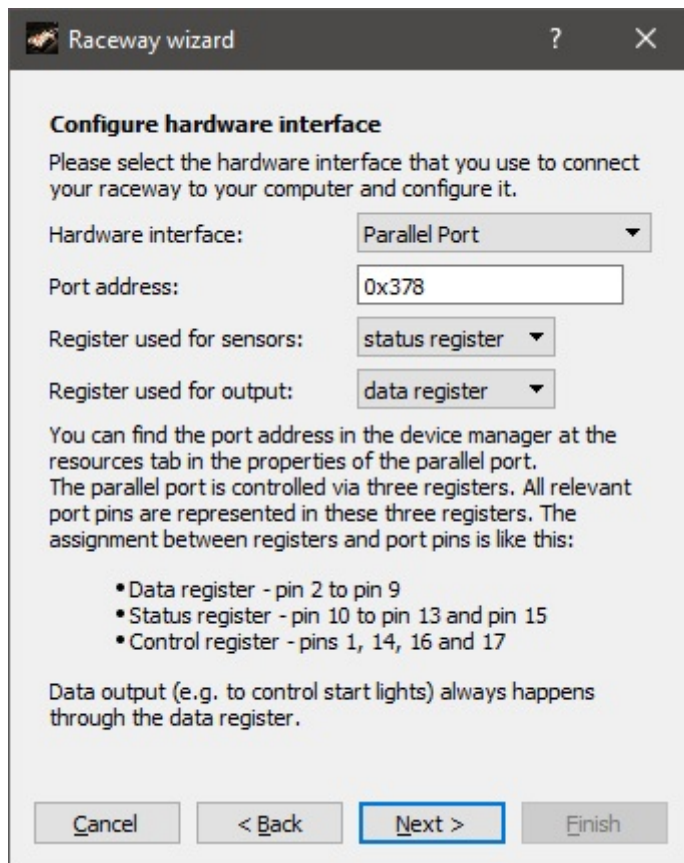 Raceway wizard
Configure hardware interface
Please select the hardware interface that you use to connect
your raceway to your computer and configure it.
Hardware interface: Parallel Port
Port address: 0x378
Register used for sensors: status register
Register used for output: data register
You can find the port address in the device manager at the
resources tab in the properties of the parallel port.
The parallel port is controlled via three registers. All relevant
port pins are represented in these three registers. The
assignment between registers and port pins is like this:
• Data register - pin 2 to pin 9
• Status register - pin 10 to pin 13 and pin 15
• Control register - pins 1, 14, 16 and 17
Data output (e.g. to control start lights) always happens
through the data register.
Cancel < Back Next > Finish